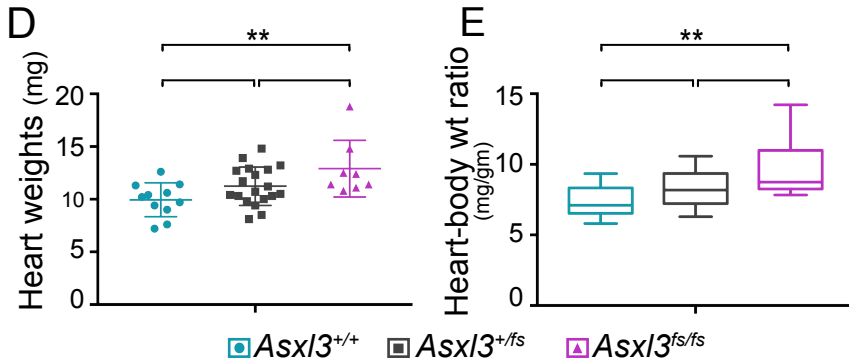 D
**
Heart weights (mg)
20
15
10
5
0
E
**
Heart-body wt ratio
(mg/gm)
15
10
5
0
Asxl3+/+ Asxl3+/fs Asxl3fs/fs